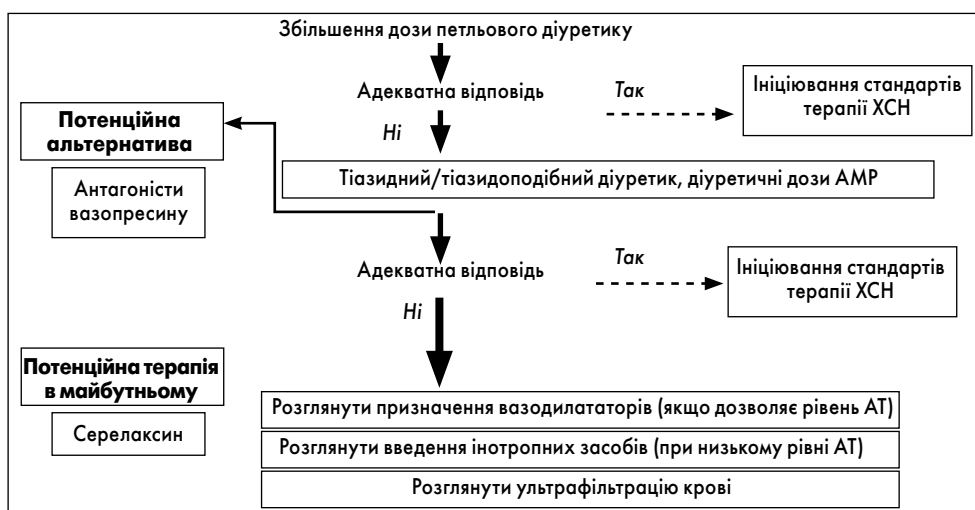 Збільшення дози петльового діуретику
Адекватна відповідь
Так
Ініціювання стандартів
терапії ХСН
Ні
Потенційна
альтернатива
Антагоністи
вазопресину
Тіазидний/тіазидоподібний діуретик, діуретичні дози АМР
Адекватна відповідь
Так
Ініціювання стандартів
терапії ХСН
Ні
Потенційна терапія
в майбутньому
Серелаксин
Розглянути призначення вазодилататорів (якщо дозволяє рівень АТ)
Розглянути введення інотропних засобів (при низькому рівні АТ)
Розглянути ультрафільтрацію крові